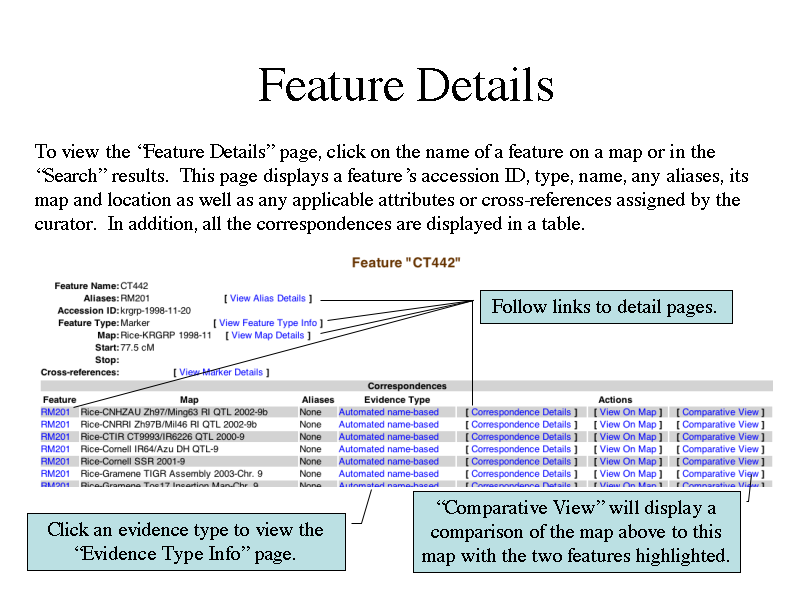 Feature Details
To view the “Feature Details” page, click on the name of a feature on a map or in the
“Search” results.  This page displays a feature’s accession ID, type, name, any aliases, its
map and location as well as any applicable attributes or cross-references assigned by the
curator.  In addition, all the correspondences are displayed in a table.
Feature "CT442"
Feature Name: CT442
Aliases: RM201 [ View Alias Details ]
Accession ID: krgrp-1998-11-20
Feature Type: Marker [ View Feature Type Info ]
Map: Rice-KRGRP 1998-11 [ View Map Details ]
Start: 77.5 cM
Stop:
Cross-references: [ View Marker Details ]
Follow links to detail pages.
Correspondences
Feature Map Aliases Evidence Type Actions
RM201 Rice-CNHZAU Zh97/Ming63 RI QTL 2002-9b None Automated name-based [ Correspondence Details ] [ View On Map ] [ Comparative View ]
RM201 Rice-CNRRI Zh97B/Mil46 RI QTL 2002-9b None Automated name-based [ Correspondence Details ] [ View On Map ] [ Comparative View ]
RM201 Rice-CTIR CT9993/IR6226 QTL 2000-9 None Automated name-based [ Correspondence Details ] [ View On Map ] [ Comparative View ]
RM201 Rice-Cornell IR64/Azu DH QTL-9 None Automated name-based [ Correspondence Details ] [ View On Map ] [ Comparative View ]
RM201 Rice-Cornell SSR 2001-9 None Automated name-based [ Correspondence Details ] [ View On Map ] [ Comparative View ]
RM201 Rice-Gramene TIGR Assembly 2003-Chr. 9 None Automated name-based [ Correspondence Details ] [ View On Map ] [ Comparative View ]
RM201 Rice-Gramene Tos17 Insertion Map-Chr. 9 None Automated name-based [ Correspondence Details ] [ View On Map ] [ Comparative View ]
Click an evidence type to view the
“Evidence Type Info” page.
“Comparative View” will display a
comparison of the map above to this
map with the two features highlighted.